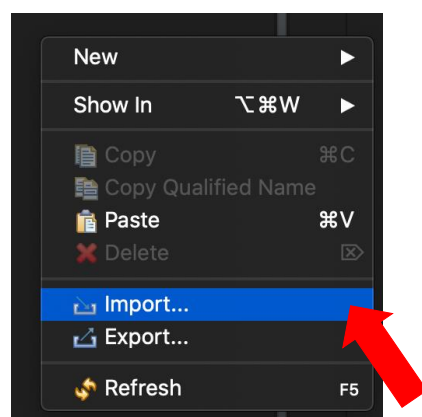 New
Show In ⌥⌘W
Copy ⌘C
Copy Qualified Name
Paste ⌘V
Delete ⌦
Import...
Export...
Refresh F5